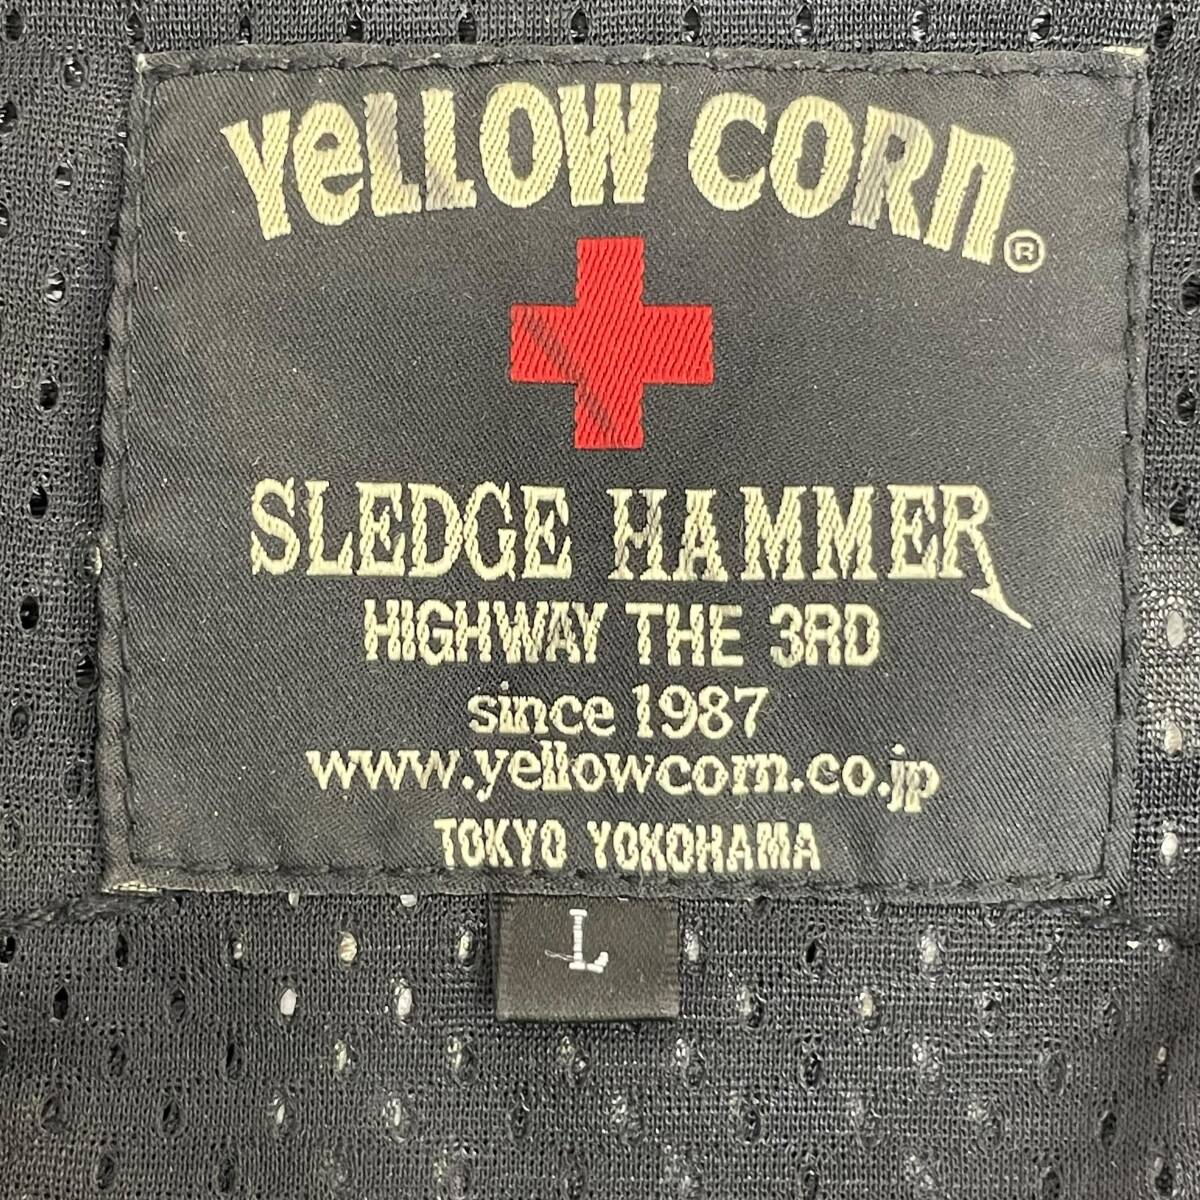 YeLLOW CORn®
SLEDGE HAMMER
HIGHWAY THE 3RD
since 1987
www.yellowcorn.co.jp
TOKYO YOKOHAMA
L